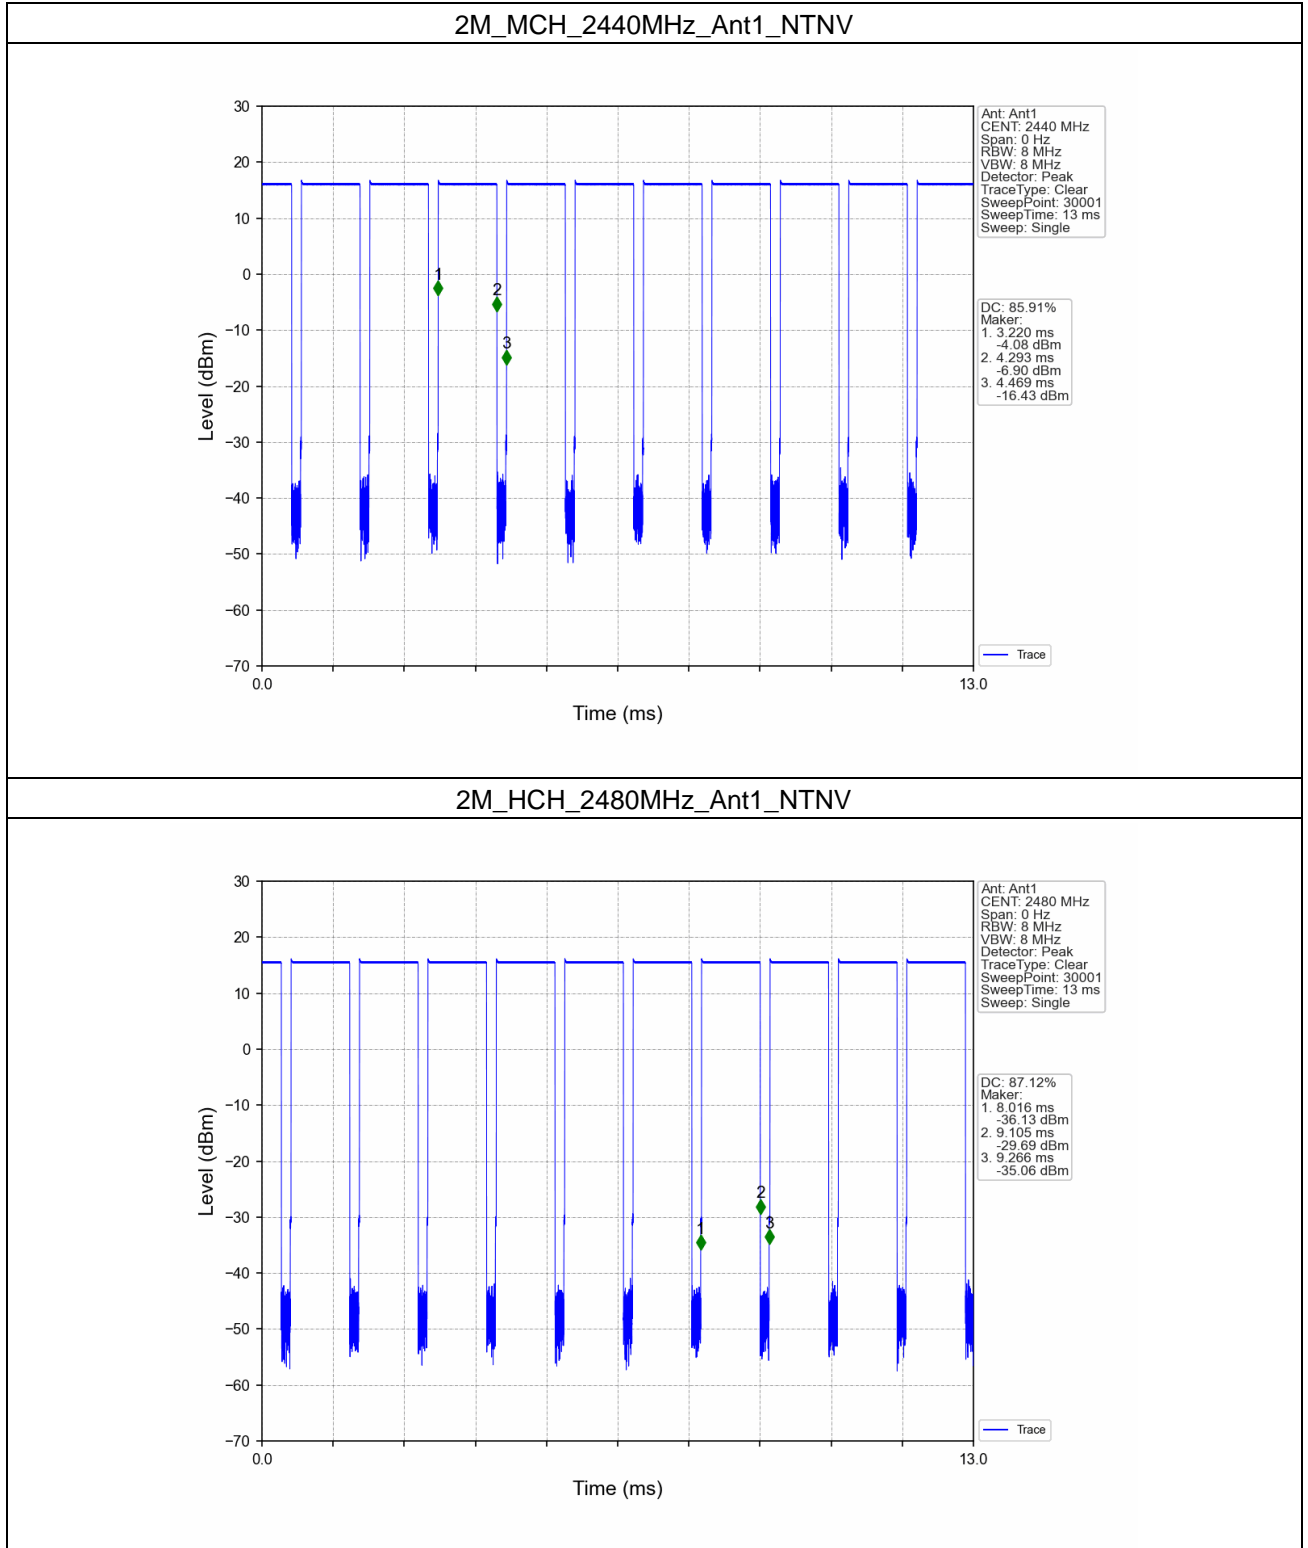 2M_MCH_2440MHz_Ant1_NTNV
30
20
10
0
−10
−20
−30
−40
−50
−60
−70
Level (dBm)
0.0
13.0
Time (ms)
1
2
3
Ant: Ant1
CENT: 2440 MHz
Span: 0 Hz
RBW: 8 MHz
VBW: 8 MHz
Detector: Peak
TraceType: Clear
SweepPoint: 30001
SweepTime: 13 ms
Sweep: Single
DC: 85.91%
Maker:
1. 3.220 ms
-4.08 dBm
2. 4.293 ms
-6.90 dBm
3. 4.469 ms
-16.43 dBm
Trace
2M_HCH_2480MHz_Ant1_NTNV
30
20
10
0
−10
−20
−30
−40
−50
−60
−70
Level (dBm)
0.0
13.0
Time (ms)
1
2
3
Ant: Ant1
CENT: 2480 MHz
Span: 0 Hz
RBW: 8 MHz
VBW: 8 MHz
Detector: Peak
TraceType: Clear
SweepPoint: 30001
SweepTime: 13 ms
Sweep: Single
DC: 87.12%
Maker:
1. 8.016 ms
-36.13 dBm
2. 9.105 ms
-29.69 dBm
3. 9.266 ms
-35.06 dBm
Trace